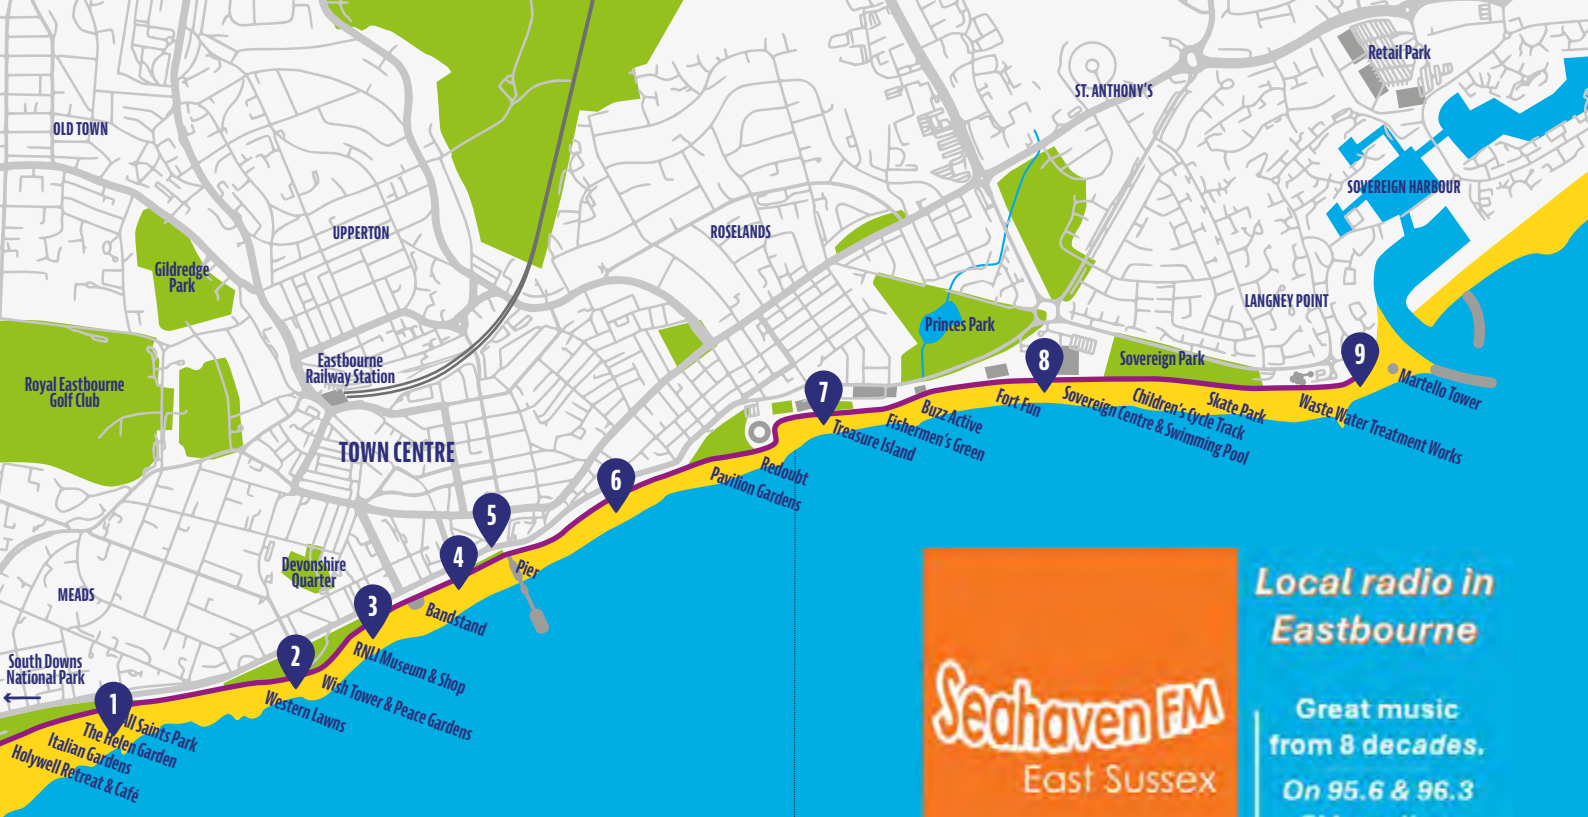 Retail Park
ST. ANTHONY'S
OLD TOWN
SOVEREIGN HARBOUR
UPPERTON
ROSELANDS
Gildredge
Park
LANGNEY POINT
Princes Park
Eastbourne
Railway Station
Sovereign Park
Royal Eastbourne
Golf Club
TOWN CENTRE
9
8
7
6
5
4
3
2
1
Martello Tower
Waste Water Treatment Works
Skate Park
Children's Cycle Track
Sovereign Centre & Swimming Pool
Fort Fun
Buzz Active
Fishermen's Green
Treasure Island
Redoubt
Pavilion Gardens
Pier
Bandstand
Devonshire
Quarter
MEADS
RNLI Museum & Shop
Wish Tower & Peace Gardens
Western Lawns
South Downs
National Park
All Saints Park
The Helen Garden
Italian Gardens
Holywell Retreat & Café
Seahaven FM
East Sussex
Local radio in
Eastbourne
Great music
from 8 decades.
On 95.6 & 96.3